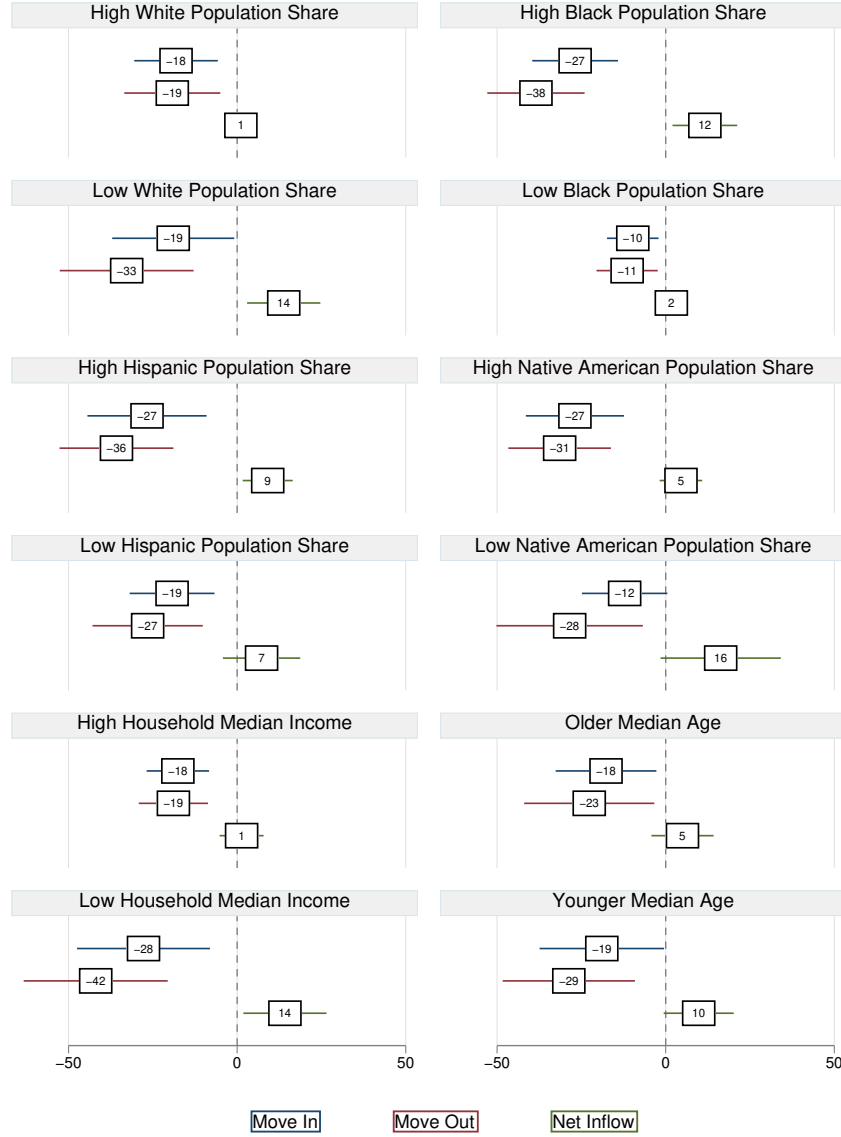 High White Population Share
−18
−19
1
High Black Population Share
−27
−38
12
Low White Population Share
−19
−33
14
Low Black Population Share
−10
−11
2
High Hispanic Population Share
−27
−36
9
High Native American Population Share
−27
−31
5
Low Hispanic Population Share
−19
−27
7
Low Native American Population Share
−12
−28
16
High Household Median Income
−18
−19
1
Older Median Age
−18
−23
5
Low Household Median Income
−28
−42
14
Younger Median Age
−19
−29
10
−50 0 50
−50 0 50
Move In Move Out Net Inflow